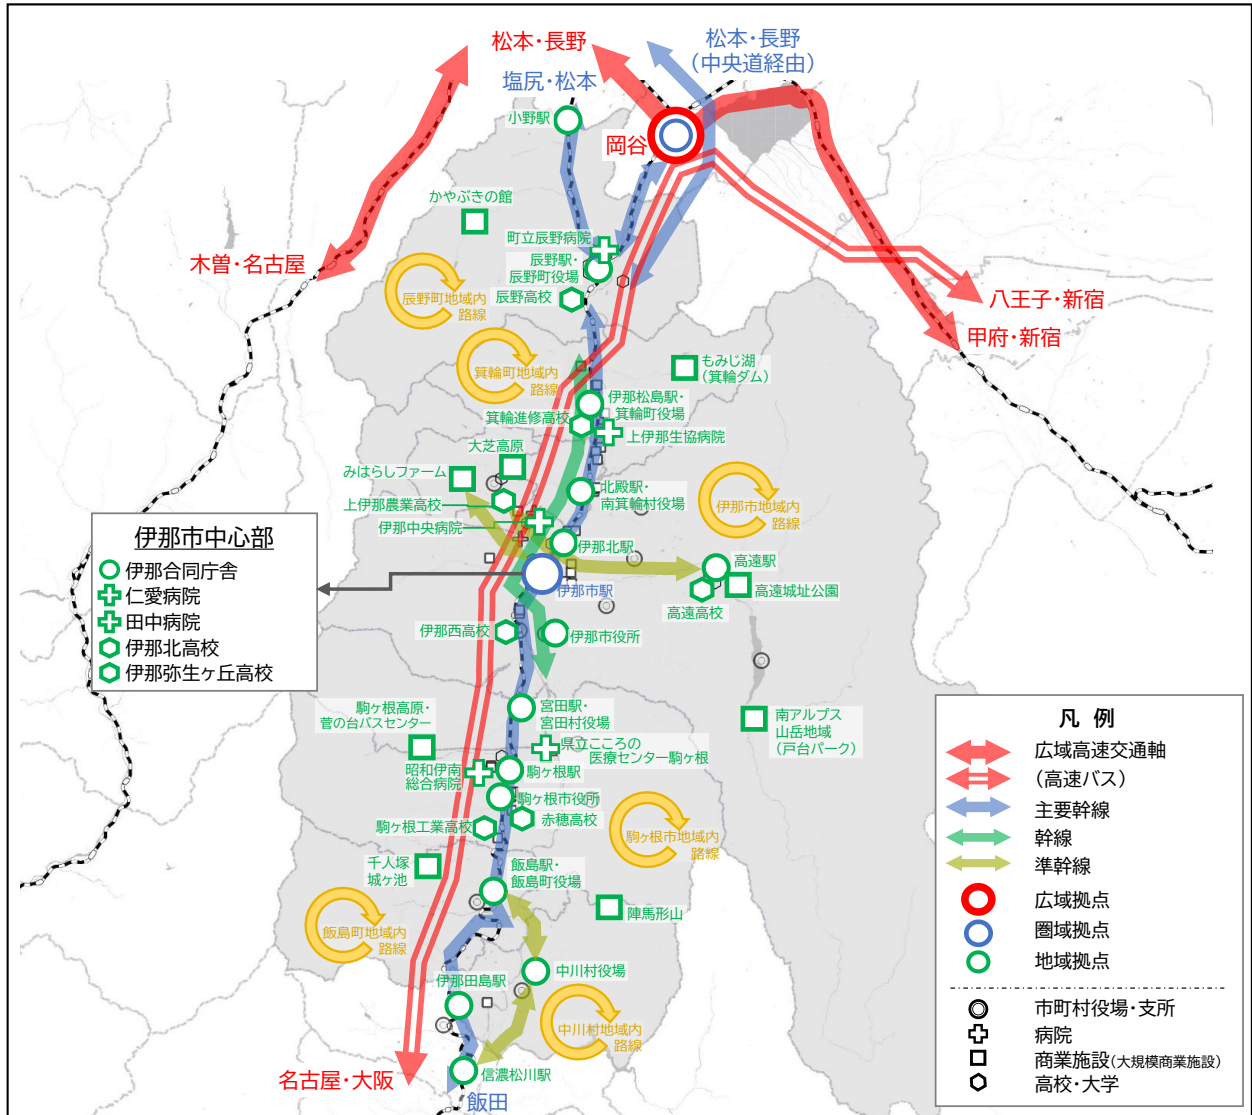 松本・長野
松本・長野
（中央道経由）
塩尻・松本
小野駅
岡谷
かやぶきの館
町立辰野病院
木曽・名古屋
辰野駅・
辰野町役場
辰野町地域内
路線
辰野高校
八王子・新宿
甲府・新宿
箕輪町地域内
路線
もみじ湖
（箕輪ダム）
伊那松島駅・
箕輪町役場
箕輪進修高校
上伊那生協病院
大芝高原
みはらしファーム
北殿駅・
南箕輪村役場
上伊那農業高校
伊那市地域内
路線
伊那中央病院
伊那北駅
高遠駅
伊那市駅
高遠城址公園
高遠高校
伊那市中心部
伊那合同庁舎
仁愛病院
田中病院
伊那北高校
伊那弥生ヶ丘高校
伊那西高校
伊那市役所
駒ヶ根高原・
菅の台バスセンター
宮田駅・
宮田村役場
南アルプス
山岳地域
（戸台パーク）
県立こころの
医療センター駒ヶ根
昭和伊南
総合病院
駒ヶ根駅
駒ヶ根市役所
駒ヶ根工業高校
赤穂高校
駒ヶ根市地域内
路線
千人塚
城ヶ池
飯島駅・
飯島町役場
陣馬形山
飯島町地域内
路線
中川村役場
伊那田島駅
中川村地域内
路線
名古屋・大阪
信濃松川駅
飯田
凡 例
広域高速交通軸
（高速バス）
主要幹線
幹線
準幹線
広域拠点
圏域拠点
地域拠点
市町村役場・支所
病院
商業施設(大規模商業施設)
高校・大学